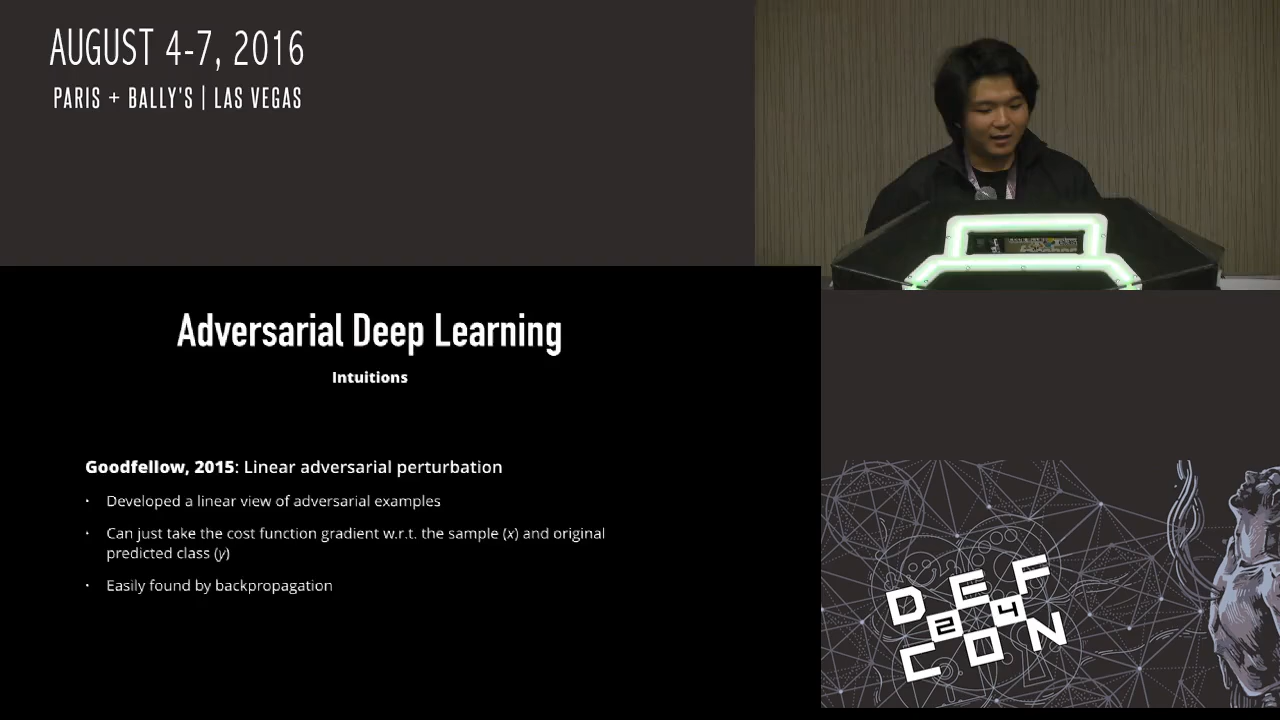 AUGUST 4-7, 2016
PARIS + BALLY'S | LAS VEGAS
Adversarial Deep Learning
Intuitions
Goodfellow, 2015: Linear adversarial perturbation
• Developed a linear view of adversarial examples
• Can just take the cost function gradient w.r.t. the sample (x) and original
predicted class (y)
• Easily found by backpropagation
DEF
24
CON